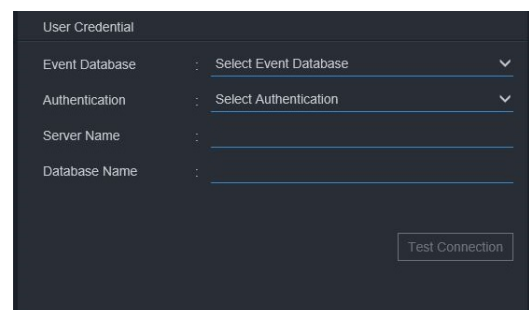 User Credential
Event Database : Select Event Database
Authentication : Select Authentication
Server Name :
Database Name :
Test Connection